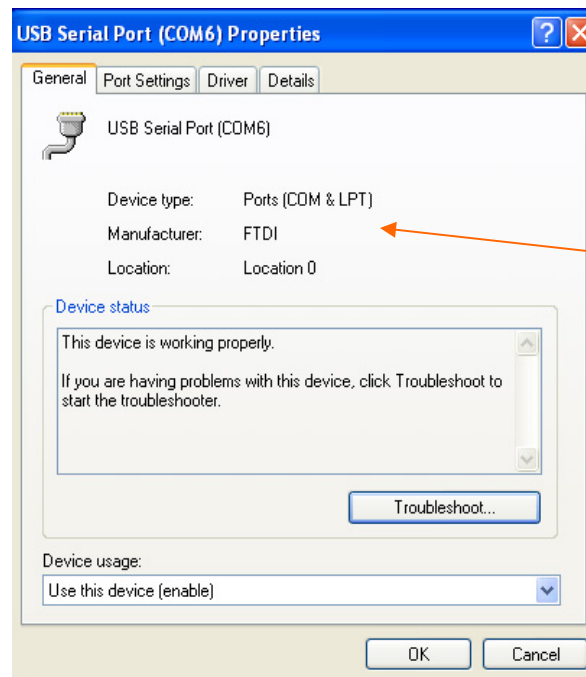 USB Serial Port (COM6) Properties
General Port Settings Driver Details
USB Serial Port (COM6)
Device type: Ports (COM & LPT)
Manufacturer: FTDI
Location: Location 0
Device status
This device is working properly.
If you are having problems with this device, click Troubleshoot to
start the troubleshooter.
Troubleshoot...
Device usage:
Use this device (enable)
OK Cancel